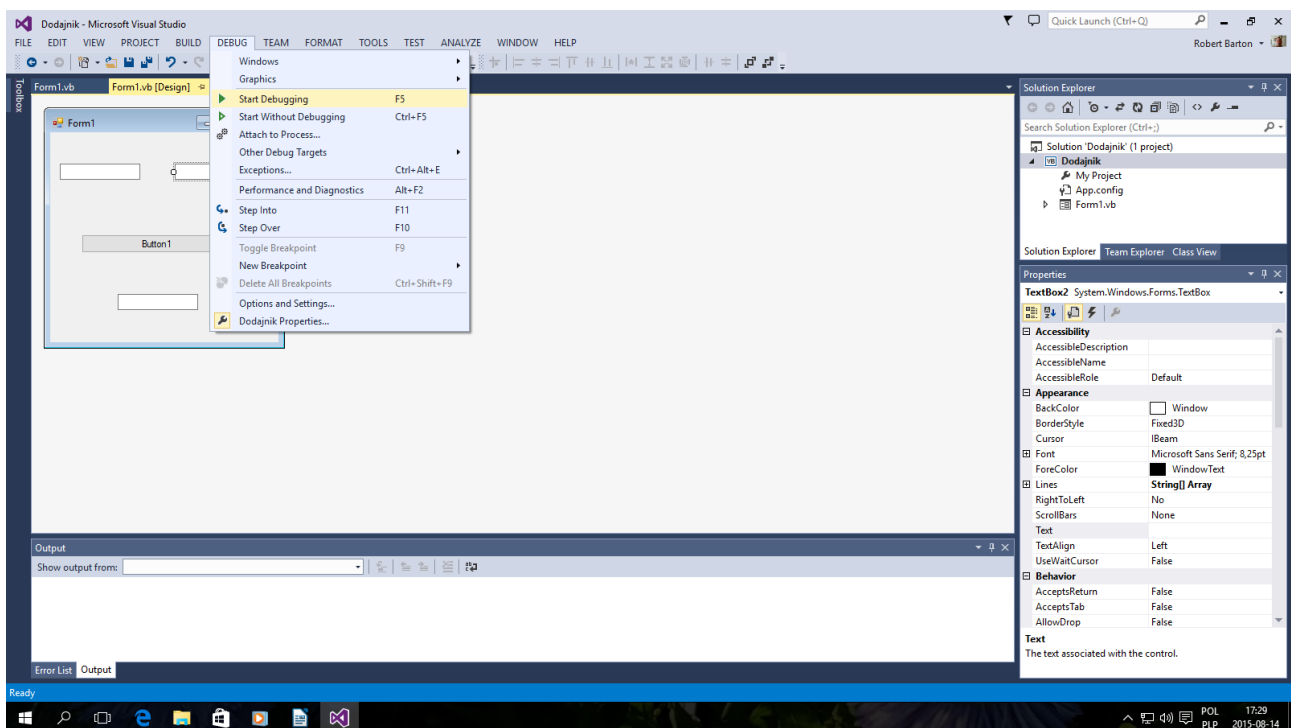 Dodajnik - Microsoft Visual Studio
Quick Launch (Ctrl+Q)
FILE EDIT VIEW PROJECT BUILD DEBUG TEAM FORMAT TOOLS TEST ANALYZE WINDOW HELP
Robert Barton
Toolbox
Form1.vb
Form1.vb [Design]
Form1
Button1
Windows
Graphics
Start Debugging F5
Start Without Debugging Ctrl+F5
Attach to Process...
Other Debug Targets
Exceptions... Ctrl+Alt+E
Performance and Diagnostics Alt+F2
Step Into F11
Step Over F10
Toggle Breakpoint F9
New Breakpoint
Delete All Breakpoints Ctrl+Shift+F9
Options and Settings...
Dodajnik Properties...
Solution Explorer
Search Solution Explorer (Ctrl+;)
Solution 'Dodajnik' (1 project)
VB Dodajnik
My Project
App.config
Form1.vb
Solution Explorer Team Explorer Class View
Properties
TextBox2 System.Windows.Forms.TextBox
Accessibility
AccessibleDescription
AccessibleName
AccessibleRole Default
Appearance
BackColor Window
BorderStyle Fixed3D
Cursor IBeam
Font Microsoft Sans Serif; 8,25pt
ForeColor WindowText
Lines String[] Array
RightToLeft No
ScrollBars None
Text
TextAlign Left
UseWaitCursor False
Behavior
AcceptsReturn False
AcceptsTab False
AllowDrop False
Text
The text associated with the control.
Output
Show output from:
Error List Output
Ready
POL
PLP
17:29
2015-08-14